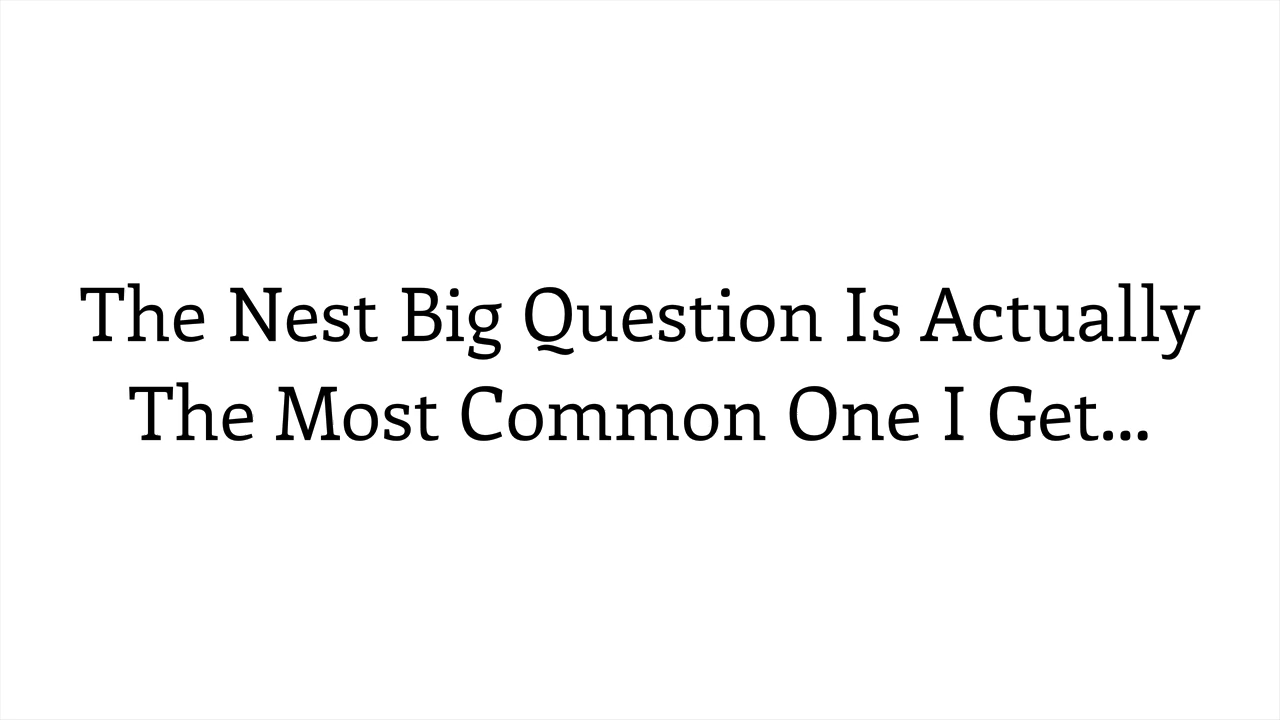 The Nest Big Question Is Actually
The Most Common One I Get...